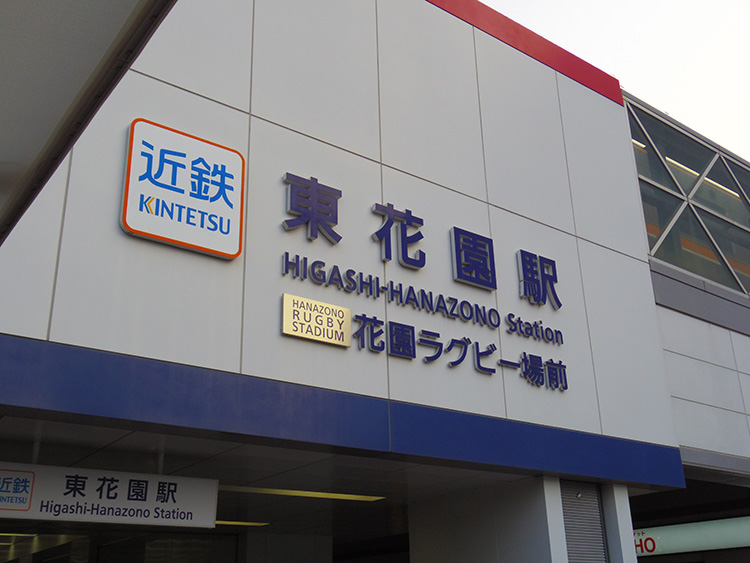 近鉄
KINTETSU
東花園駅
HIGASHI-HANAZONO Station
HANAZONO
RUGBY
STADIUM
花園ラグビー場前
近鉄
KINTETSU
東花園駅
Higashi-Hanazono Station
HO